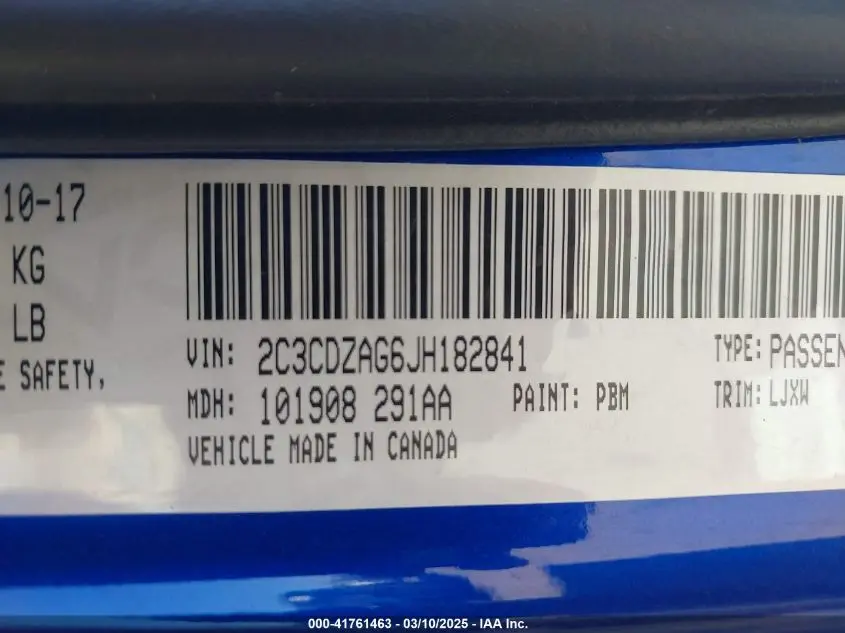 10-17
KG
LB
E SAFETY,
VIN: 2C3CDZAG6JH182841
TYPE: PASSEN
MDH: 101908 291AA
PAINT: PBM
TRIM: LJXW
VEHICLE MADE IN CANADA
000-41761463 - 03/10/2025 - IAA Inc.